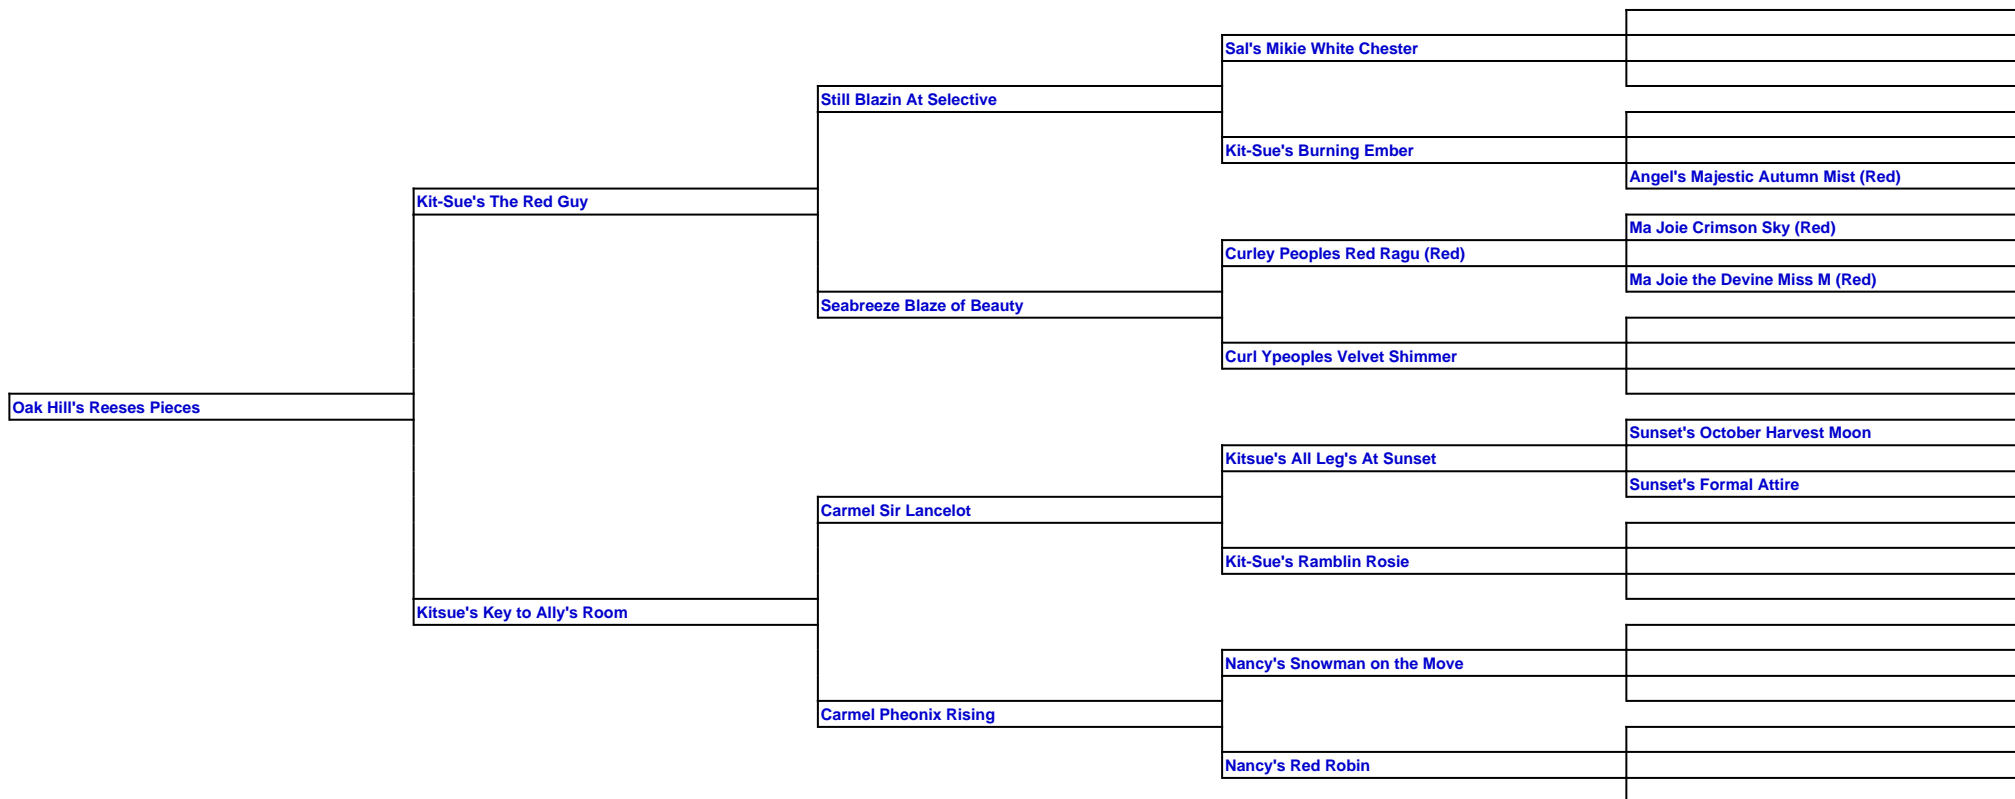 Sal's Mikie White Chester
Still Blazin At Selective
Kit-Sue's Burning Ember
Angel's Majestic Autumn Mist (Red)
Kit-Sue's The Red Guy
Ma Joie Crimson Sky (Red)
Curley Peoples Red Ragu (Red)
Ma Joie the Devine Miss M (Red)
Seabreeze Blaze of Beauty
Curl Ypeoples Velvet Shimmer
Oak Hill's Reeses Pieces
Sunset's October Harvest Moon
Kitsue's All Leg's At Sunset
Sunset's Formal Attire
Carmel Sir Lancelot
Kit-Sue's Ramblin Rosie
Kitsue's Key to Ally's Room
Nancy's Snowman on the Move
Carmel Pheonix Rising
Nancy's Red Robin